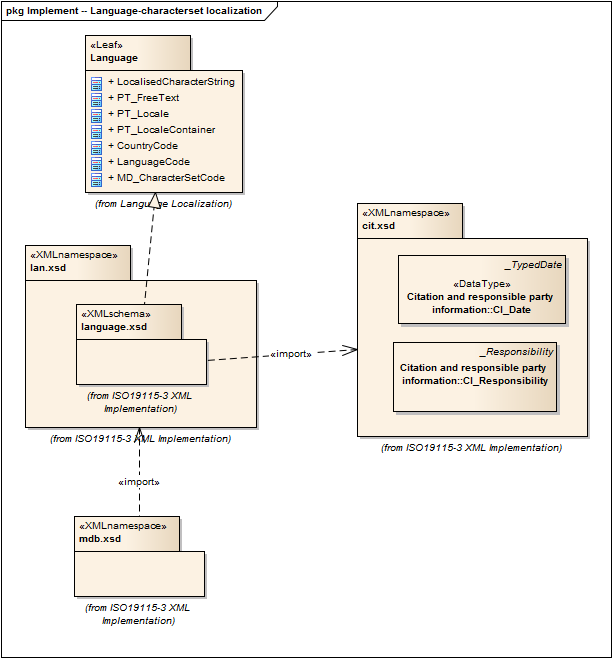 pkg Implement -- Language-characterset localization
«Leaf»
Language
+ LocalisedCharacterString
+ PT_FreeText
+ PT_Locale
+ PT_LocaleContainer
+ CountryCode
+ LanguageCode
+ MD_CharacterSetCode
(from Language Localization)
«XMLnamespace»
cit.xsd
_TypedDate
«DataType»
Citation and responsible party
information::CI_Date
_Responsibility
Citation and responsible party
information::CI_Responsibility
(from ISO19115-3 XML Implementation)
«XMLnamespace»
lan.xsd
«XMLschema»
language.xsd
(from ISO19115-3 XML
Implementation)
(from ISO19115-3 XML Implementation)
«import»
«import»
«XMLnamespace»
mdb.xsd
(from ISO19115-3 XML
Implementation)